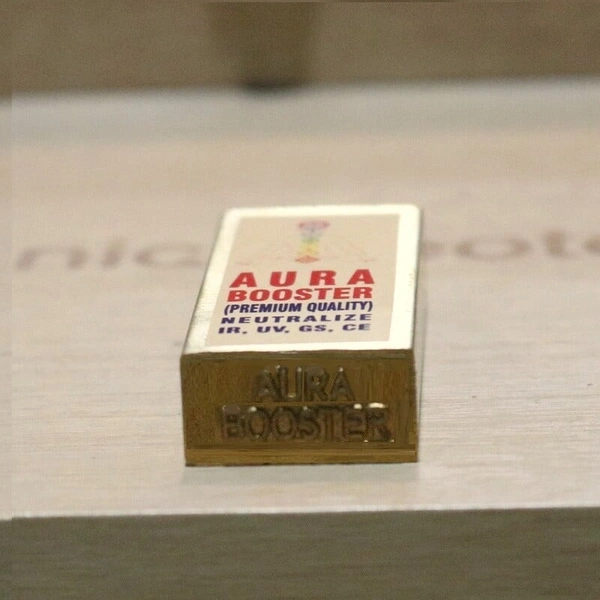 AURA
BOOSTER
(PREMIUM QUALITY)
NEUTRALIZE
IR, UV, GS, CE
AURA
BOOSTER